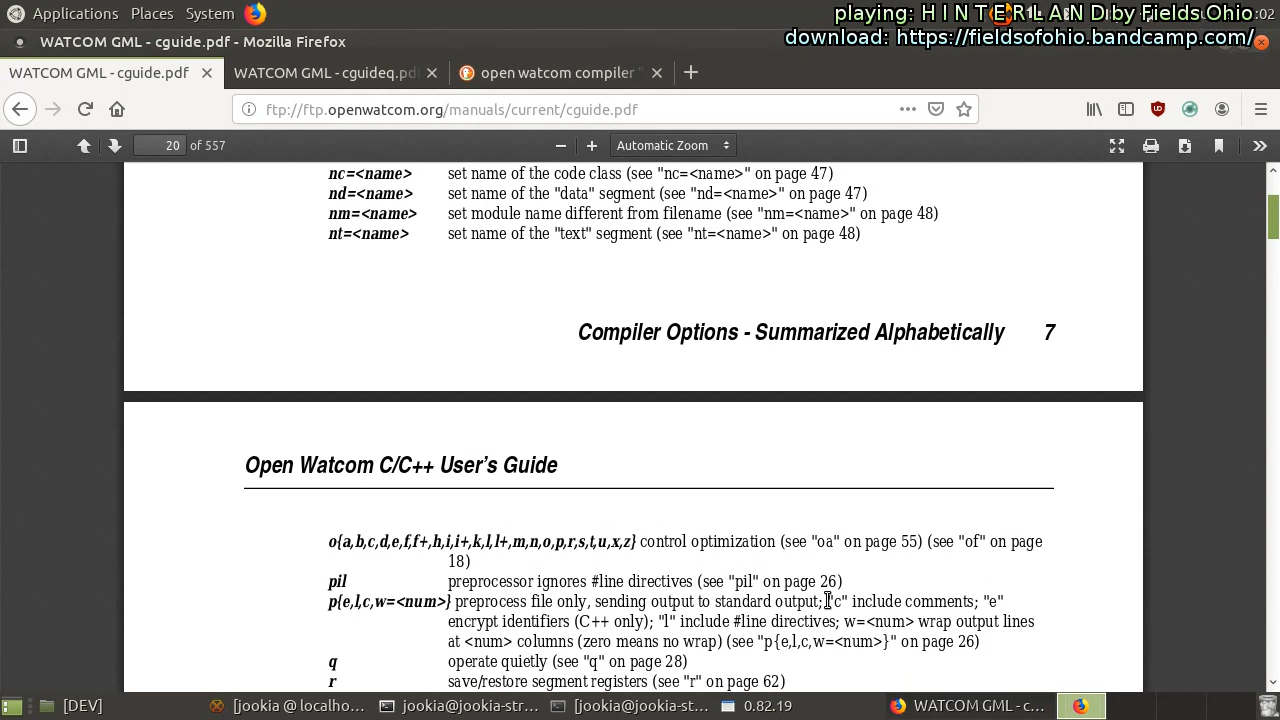 Applications Places System
playing: H I N T E R L A N D by Fields Ohio
:02
download: https://fieldsofohio.bandcamp.com/
WATCOM GML - cguide.pdf - Mozilla Firefox
WATCOM GML - cguide.pdf
WATCOM GML - cguideq.pd
open watcom compiler "
ftp://ftp.openwatcom.org/manuals/current/cguide.pdf
20 of 557
Automatic Zoom
nc=<name> set name of the code class (see "nc=<name>" on page 47)
nd=<name> set name of the "data" segment (see "nd=<name>" on page 47)
nm=<name> set module name different from filename (see "nm=<name>" on page 48)
nt=<name> set name of the "text" segment (see "nt=<name>" on page 48)
Compiler Options - Summarized Alphabetically 7
Open Watcom C/C++ User's Guide
o{a,b,c,d,e,f,f+,h,i,i+,k,l,l+,m,n,o,p,r,s,t,u,x,z} control optimization (see "oa" on page 55) (see "of" on page
18)
pil preprocessor ignores #line directives (see "pil" on page 26)
p{e,l,c,w=<num>} preprocess file only, sending output to standard output; "c" include comments; "e"
encrypt identifiers (C++ only); "l" include #line directives; w=<num> wrap output lines
at <num> columns (zero means no wrap) (see "p{e,l,c,w=<num>}" on page 26)
q operate quietly (see "q" on page 28)
r save/restore segment registers (see "r" on page 62)
[DEV]
[jookia @ localho...
jookia@jookia-str...
[jookia@jookia-st...
0.82.19
WATCOM GML - c...